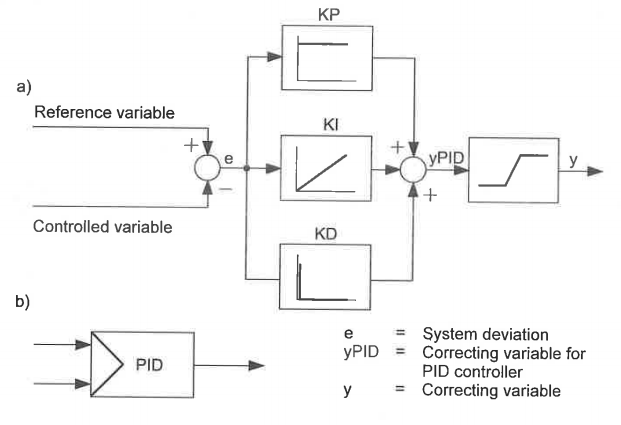 KP
a)
Reference variable
KI
+
e
+
yPID
y
−
+
Controlled variable
KD
b)
PID
e = System deviation
yPID = Correcting variable for
PID controller
y = Correcting variable